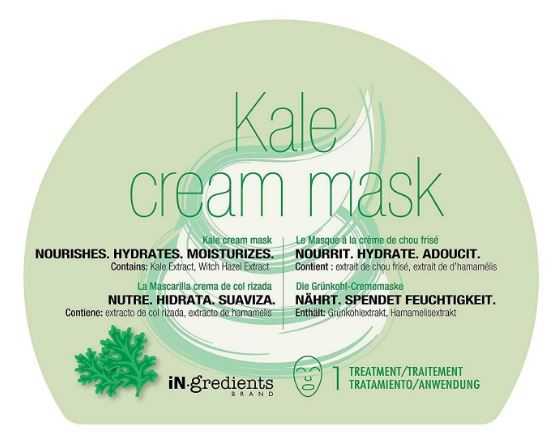 Kale
cream mask
Kale cream mask
NOURISHES. HYDRATES. MOISTURIZES.
Contains: Kale Extract, Witch Hazel Extract
Le Masque à la crème de chou frisé
NOURRIT. HYDRATE. ADOUCIT.
Contient : extrait de chou frisé, extrait de d'hamamélis
La Mascarilla crema de col rizada
NUTRE. HIDRATA. SUAVIZA.
Contiene: extracto de col rizada, extracto de hamamelis
Die Grünkohl-Crememaske
NÄHRT. SPENDET FEUCHTIGKEIT.
Enthält: Grünkohlextrakt, Hamamelisextrakt
iN.gredients
BRAND
1 TREATMENT/TRAITEMENT
TRATAMIENTO/ANWENDUNG